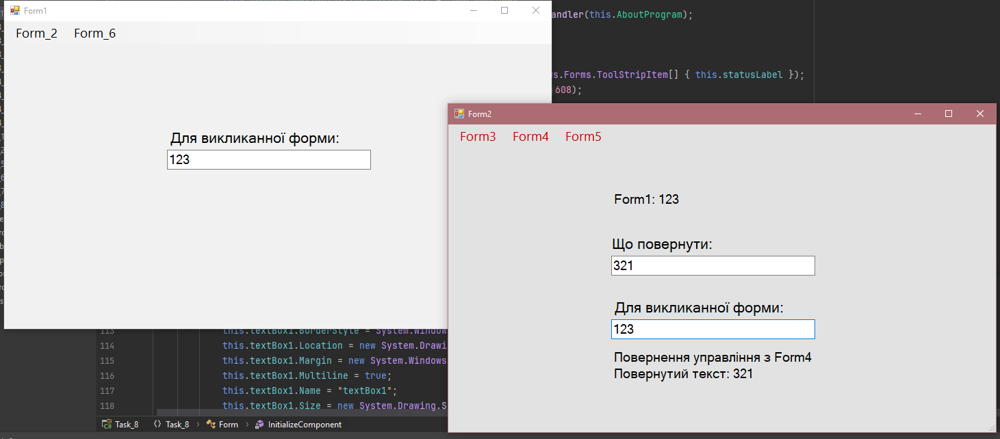 Form1
Form_2 Form_6
Для викликанної форми:
123
andler(this.AboutProgram);
s.Forms.ToolStripItem[] { this.statusLabel });
608);
Form2
Form3 Form4 Form5
Form1: 123
Що повернути:
321
Для викликанної форми:
123
Повернення управління з Form4
Повернутий текст: 321
113 this.textBox1.BorderStyle = System.Window
114 this.textBox1.Location = new System.Drawi
115 this.textBox1.Margin = new System.Windows
116 this.textBox1.Multiline = true;
117 this.textBox1.Name = "textBox1";
118 this.textBox1.Size = new System.Drawing.S
Task_8 Task_8 Form InitializeComponent